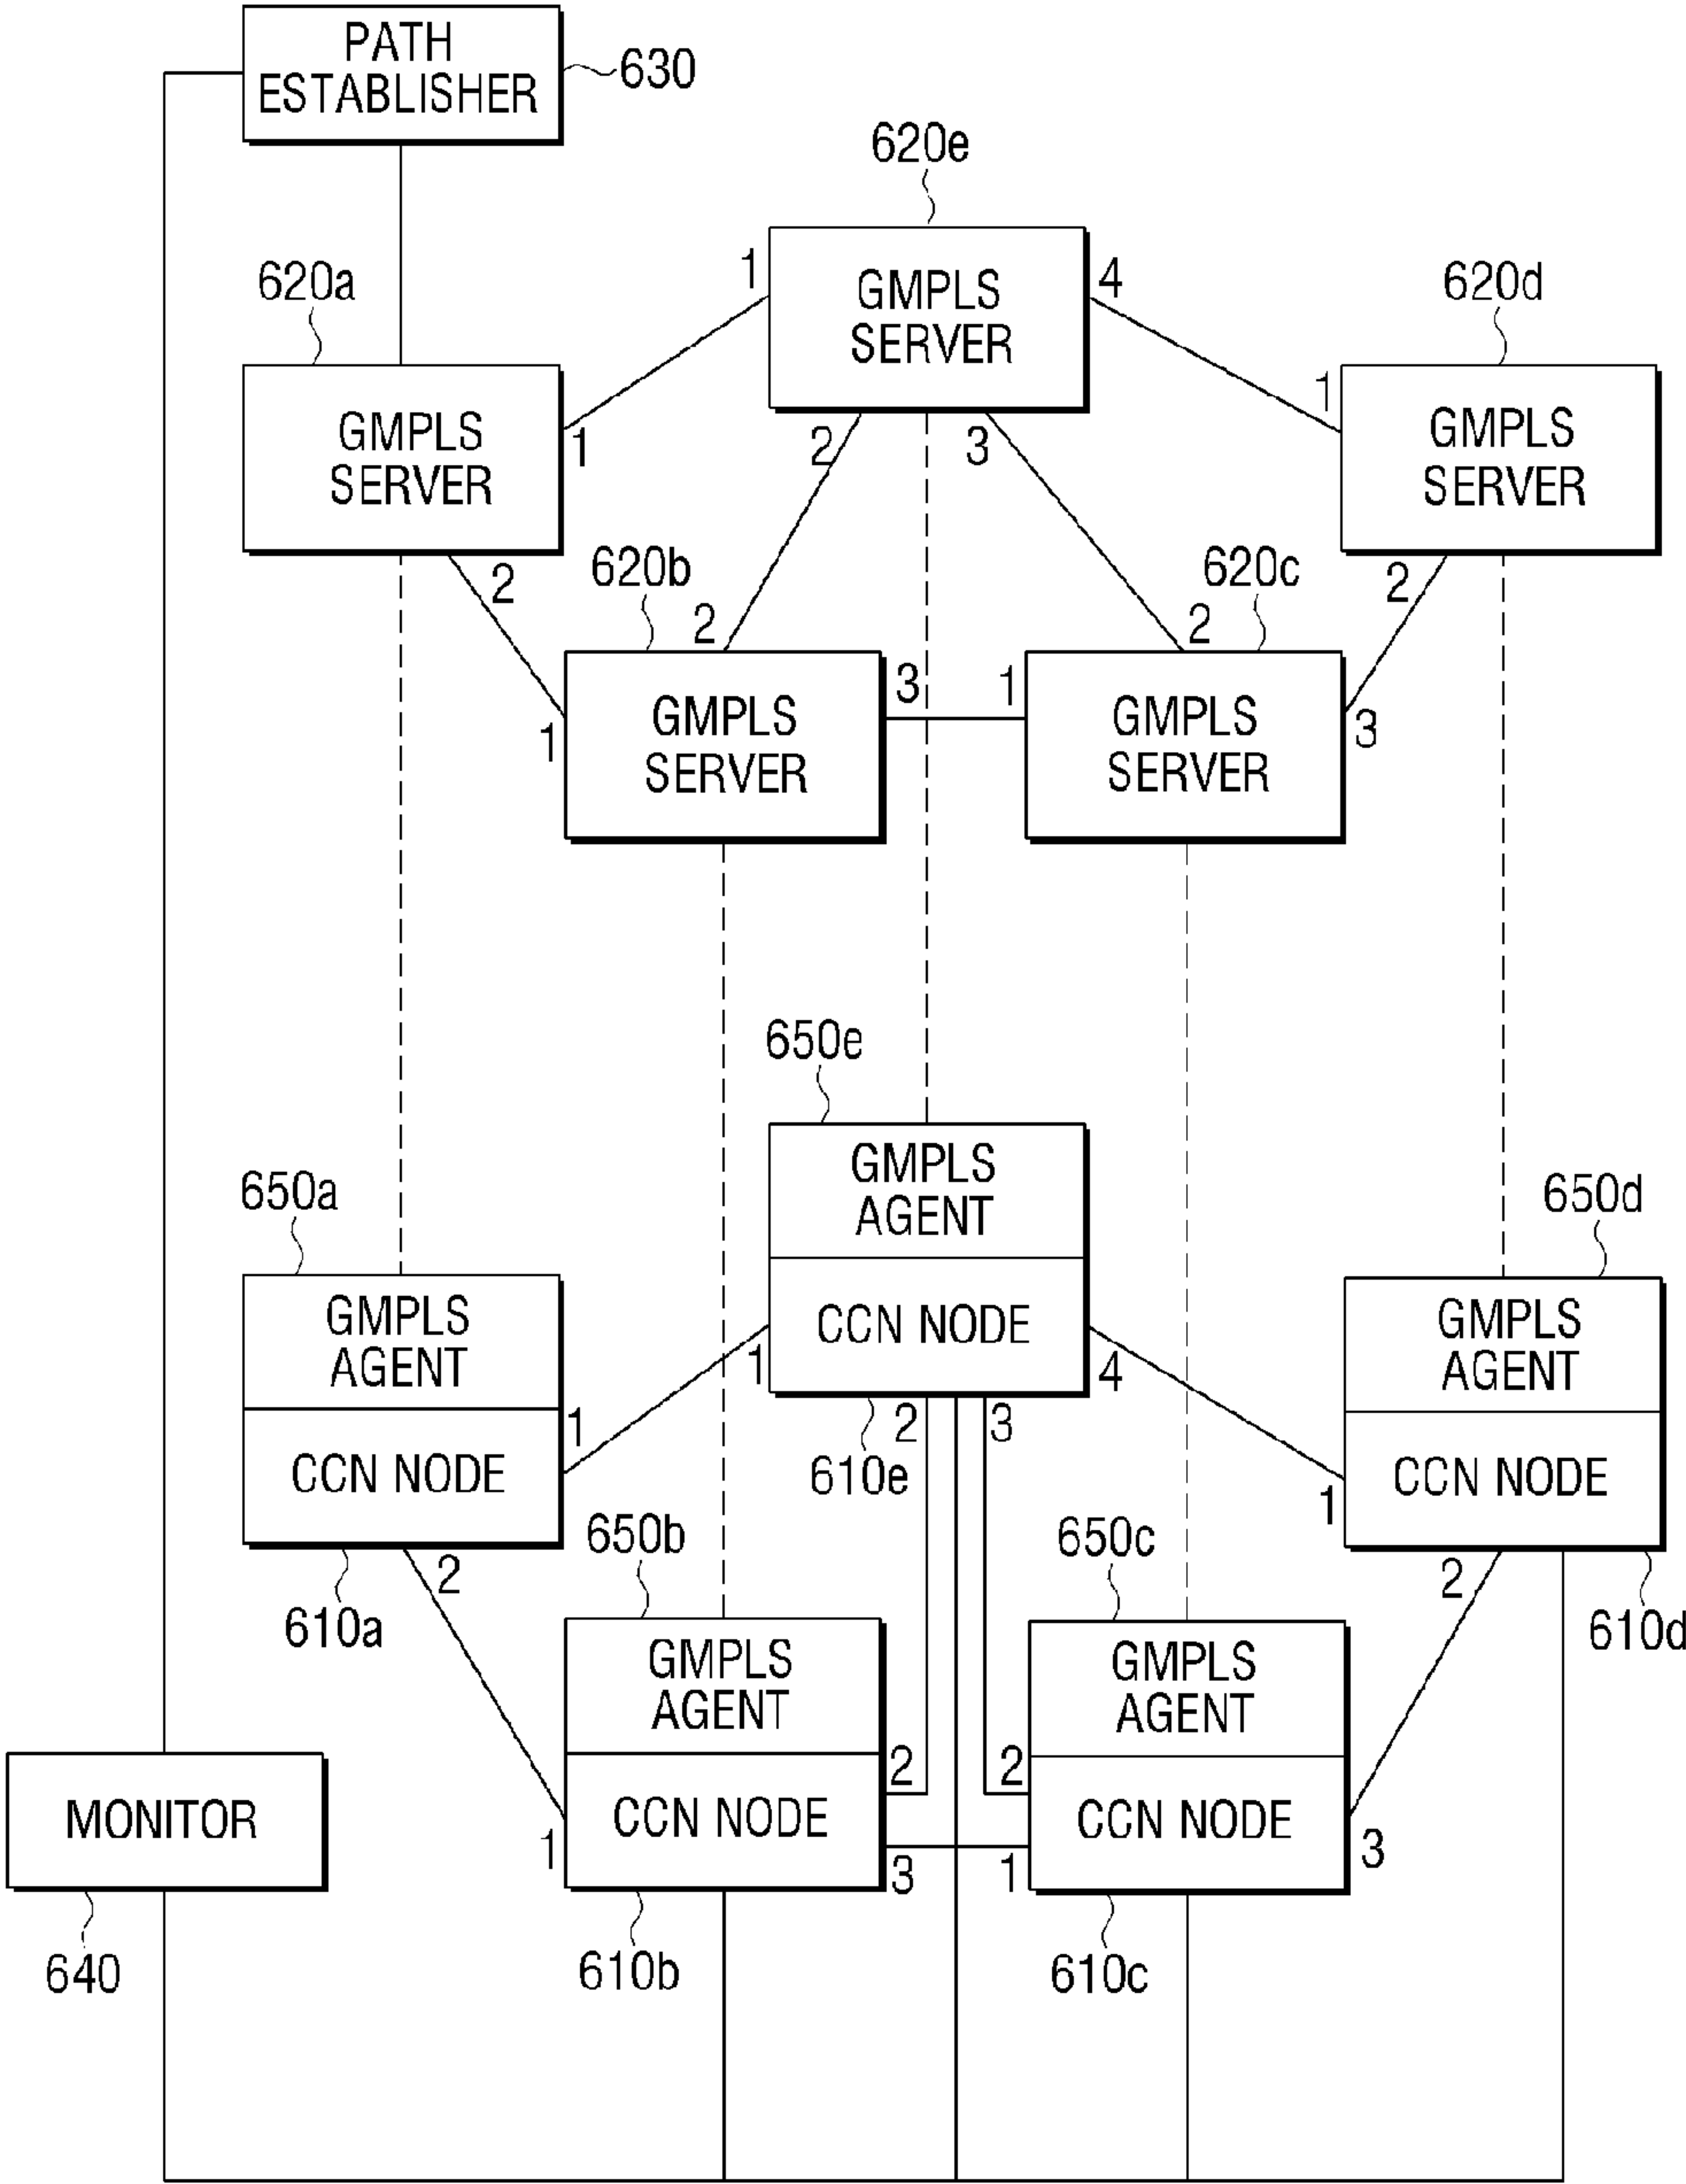 PATH
ESTABLISHER
630
620e
620a
1
GMPLS
SERVER
4
620d
GMPLS
SERVER
1
2
3
1
GMPLS
SERVER
2
620b
2
620c
2
2
1
GMPLS
SERVER
3
1
GMPLS
SERVER
3
650e
GMPLS
AGENT
650a
650d
GMPLS
AGENT
CCN NODE
1
4
GMPLS
AGENT
1
2
3
CCN NODE
610e
CCN NODE
1
2
650b
650c
2
610a
610d
GMPLS
AGENT
GMPLS
AGENT
2
2
MONITOR
1
CCN NODE
CCN NODE
3
3
1
640
610b
610c